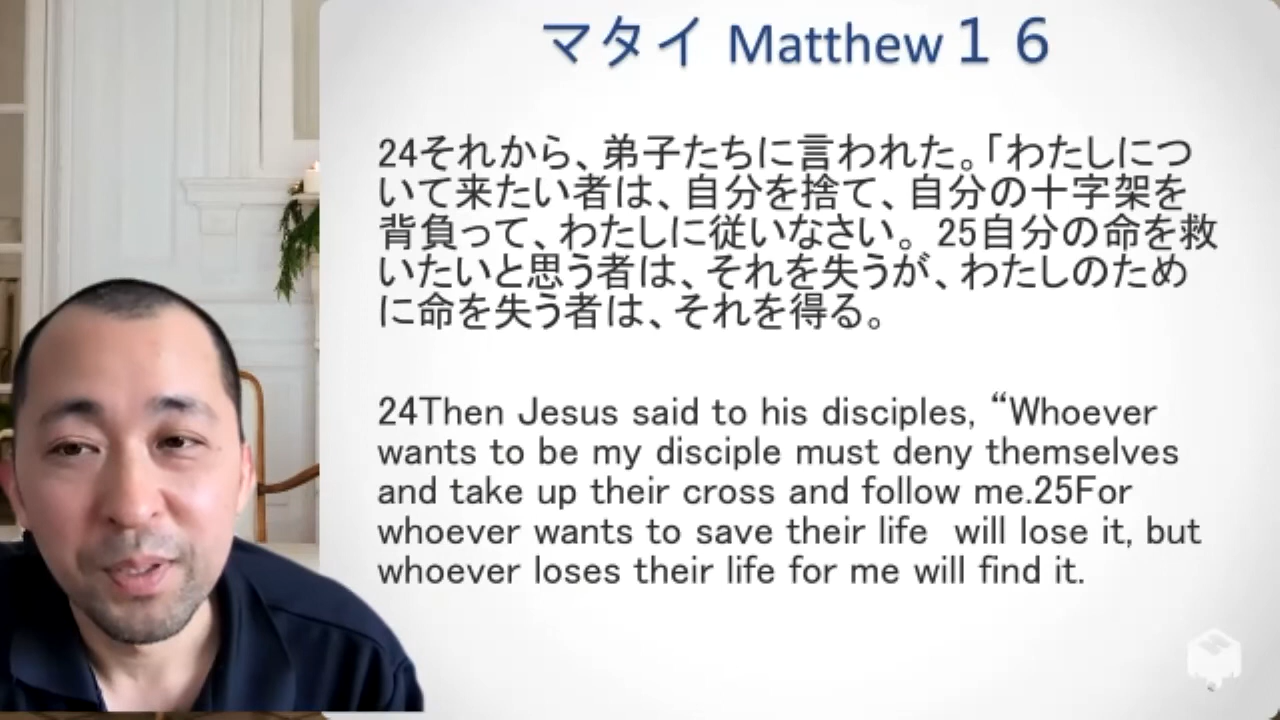 マタイ Matthew１６
24それから、弟子たちに言われた。「わたしにつ
いて来たい者は、自分を捨て、自分の十字架を
背負って、わたしに従いなさい。25自分の命を救
いたいと思う者は、それを失うが、わたしのため
に命を失う者は、それを得る。
24Then Jesus said to his disciples, “Whoever
wants to be my disciple must deny themselves
and take up their cross and follow me.25For
whoever wants to save their life  will lose it, but
whoever loses their life for me will find it.